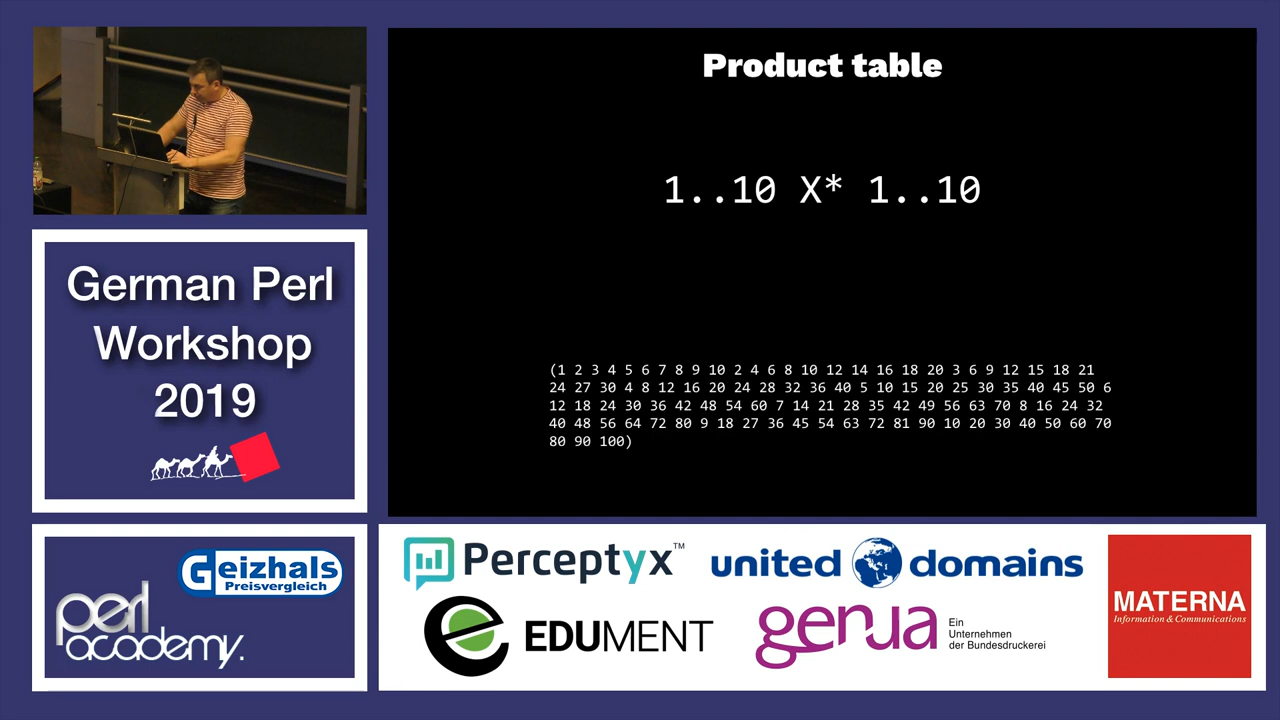 Product table
1..10 X* 1..10
(1 2 3 4 5 6 7 8 9 10 2 4 6 8 10 12 14 16 18 20 3 6 9 12 15 18 21
24 27 30 4 8 12 16 20 24 28 32 36 40 5 10 15 20 25 30 35 40 45 50 6
12 18 24 30 36 42 48 54 60 7 14 21 28 35 42 49 56 63 70 8 16 24 32
40 48 56 64 72 80 9 18 27 36 45 54 63 72 81 90 10 20 30 40 50 60 70
80 90 100)
German Perl
Workshop
2019
Geizhals
Preisvergleich
perl
academy.
Perceptyx™
united domains
EDUMENT
genua
Ein
Unternehmen
der Bundesdruckerei
MATERNA
Information & Communications